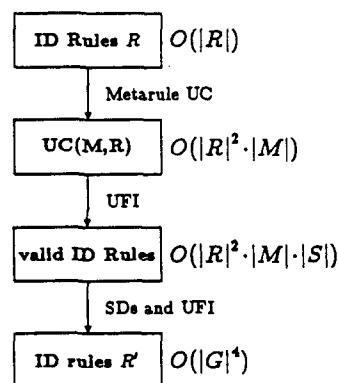 ID Rules R O(|R|)
Metarule UC
UC(M,R) O(|R|²·|M|)
UFI
valid ID Rules O(|R|²·|M|·|S|)
SDs and UFI
ID rules R' O(|G|⁴)